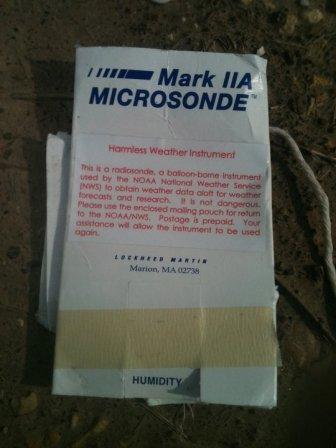 Mark IIA
MICROSONDE™
Harmless Weather Instrument
This is a radiosonde, a balloon-borne instrument
used by the NOAA National Weather Service
(NWS) to obtain weather data aloft for weather
forecasts and research. It is not dangerous.
Please use the enclosed mailing pouch for return
to the NOAA/NWS. Postage is prepaid. Your
assistance will allow the instrument to be used
again.
LOCKHEED MARTIN
Marion, MA 02738
HUMIDITY